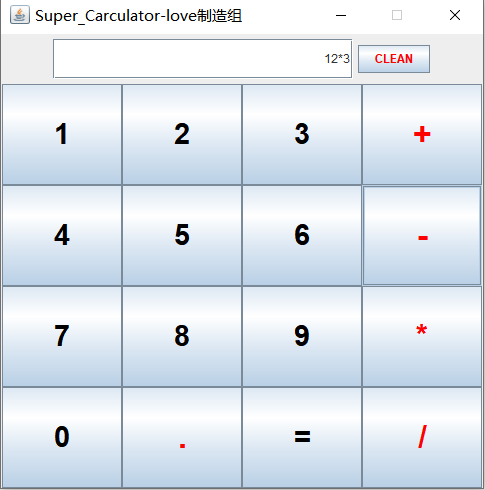 Super_Carculator-love制造组
12*3 CLEAN
1 2 3 +
4 5 6 -
7 8 9 *
0 . = /